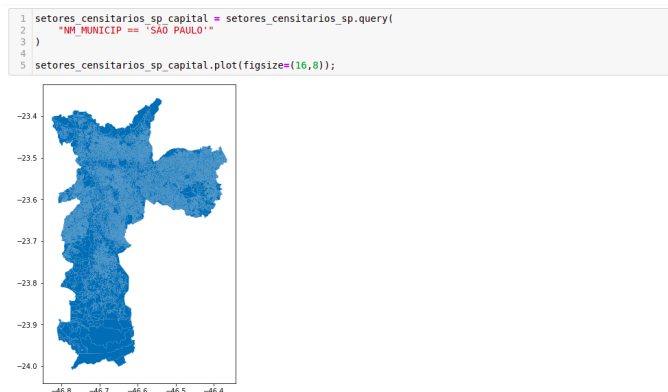 1 setores_censitarios_sp_capital = setores_censitarios_sp.query(
2 "NM_MUNICIP == 'SÃO PAULO'"
3 )
4
5 setores_censitarios_sp_capital.plot(figsize=(16,8));
−23.4
−23.5
−23.6
−23.7
−23.8
−23.9
−24.0
−46.8 −46.7 −46.6 −46.5 −46.4